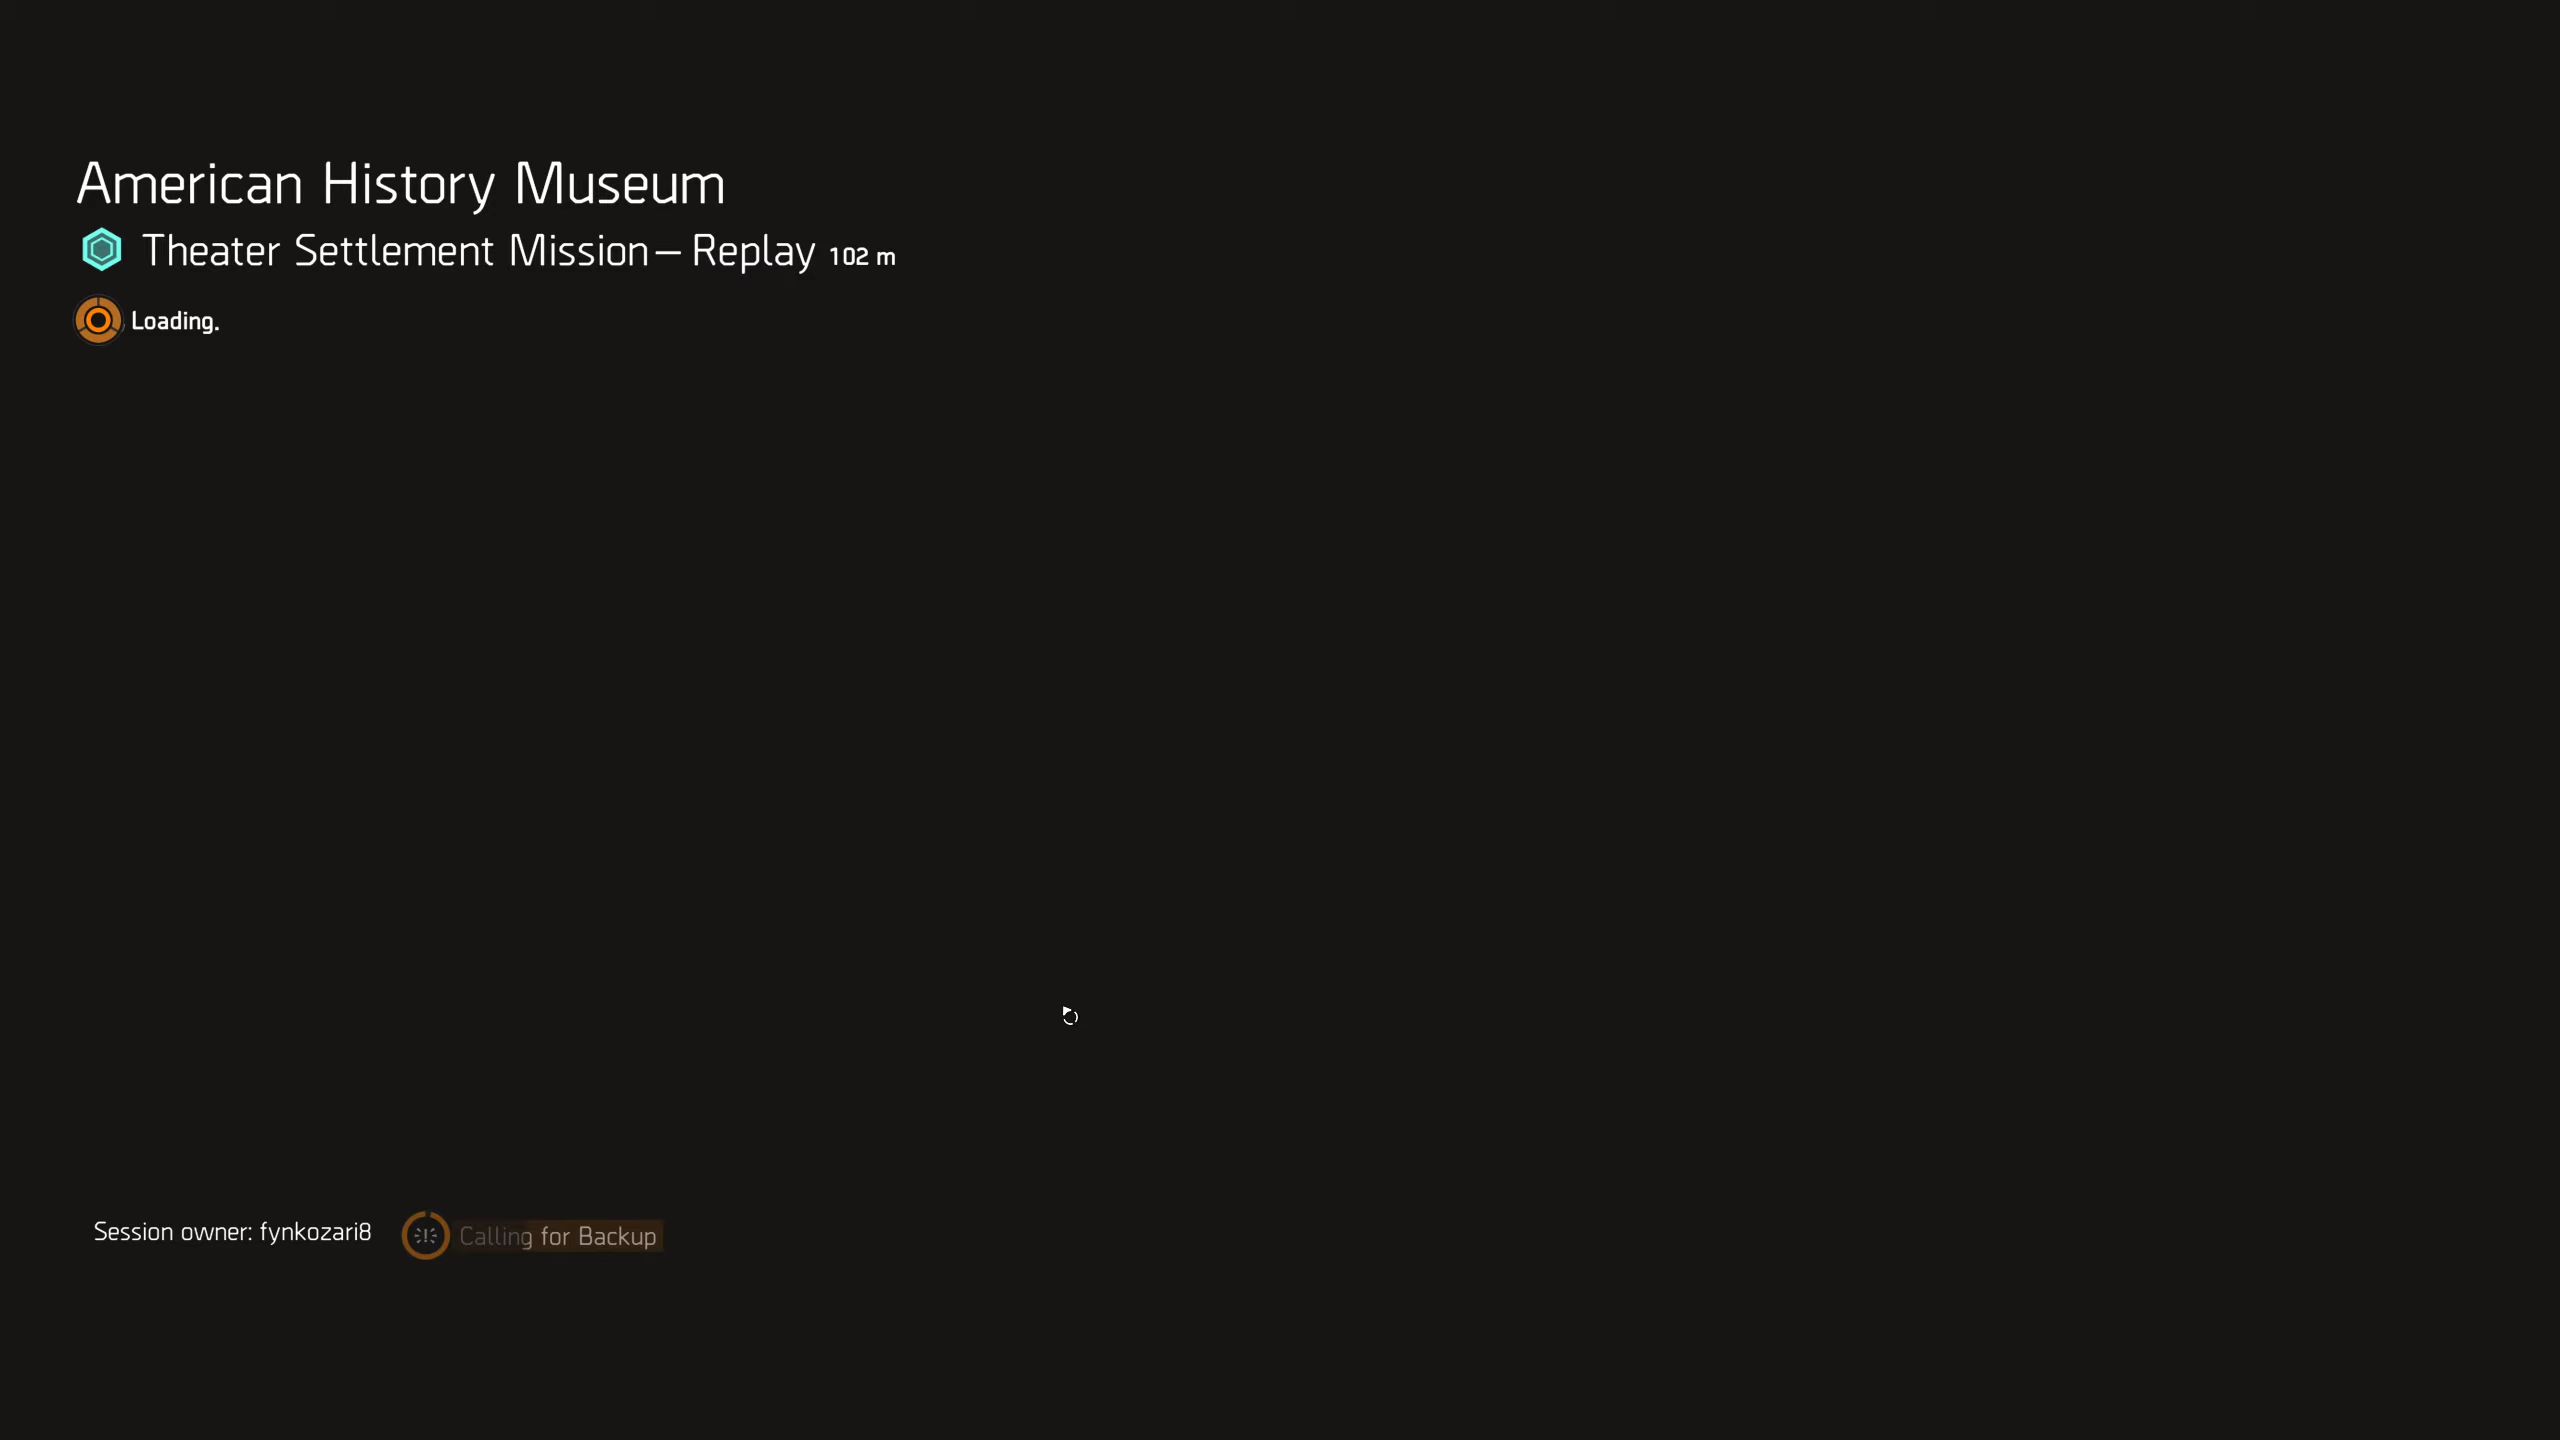 American History Museum
Theater Settlement Mission — Replay 102 m
Loading.
Session owner: fynkozari8
Calling for Backup